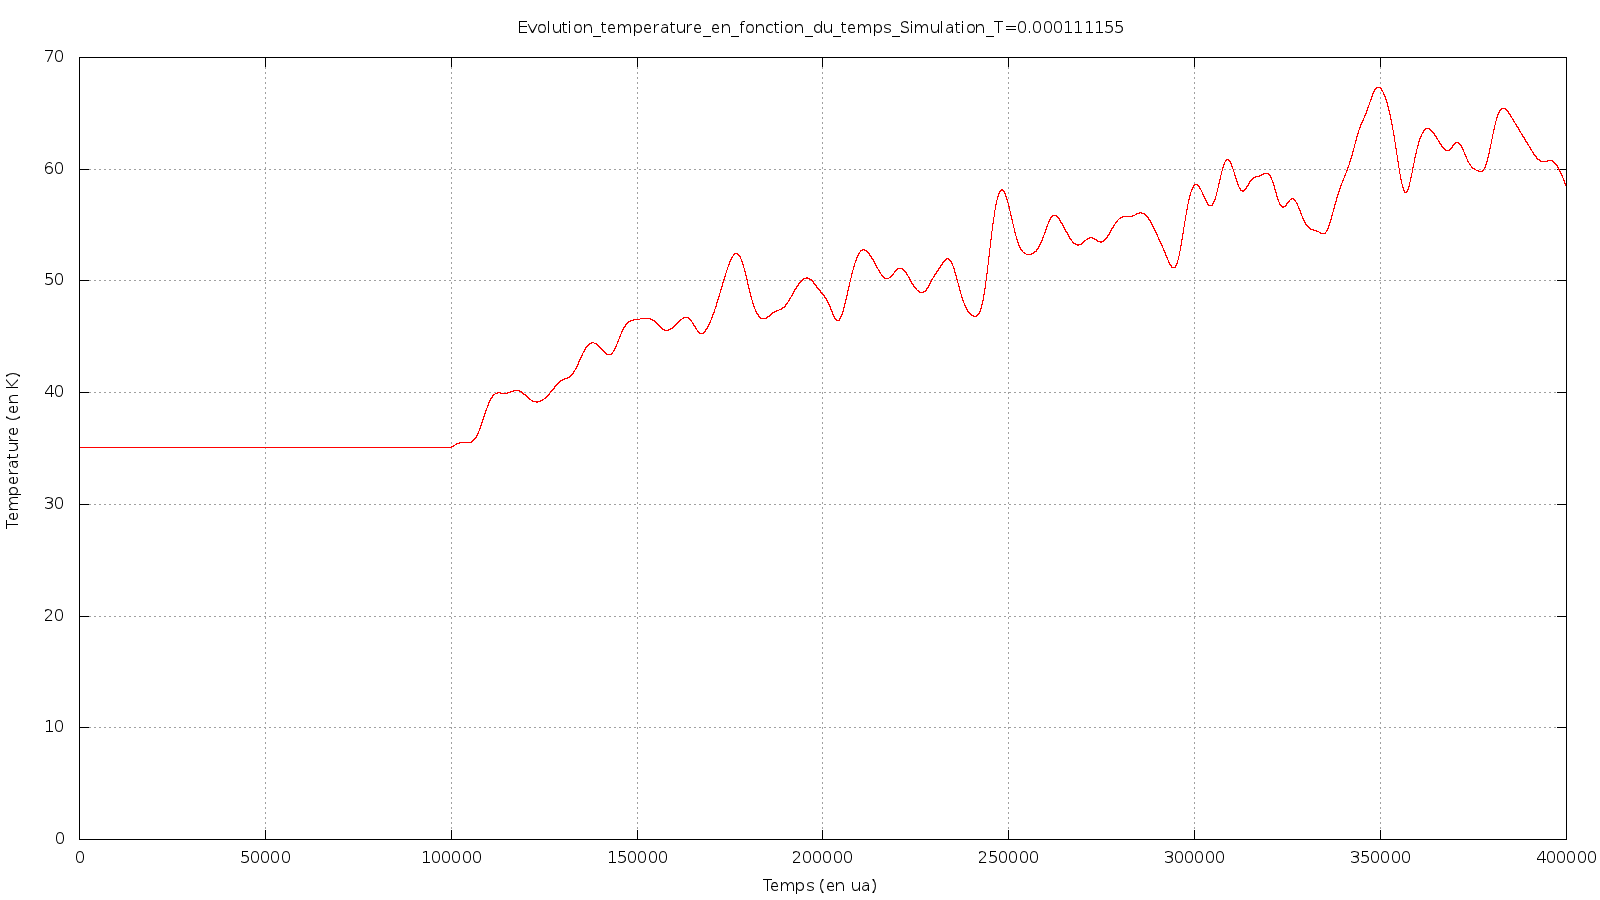 Evolution_temperature_en_fonction_du_temps_Simulation_T=0.000111155
70
60
50
40
30
20
10
0
Temperature (en K)
0 50000 100000 150000 200000 250000 300000 350000 400000
Temps (en ua)